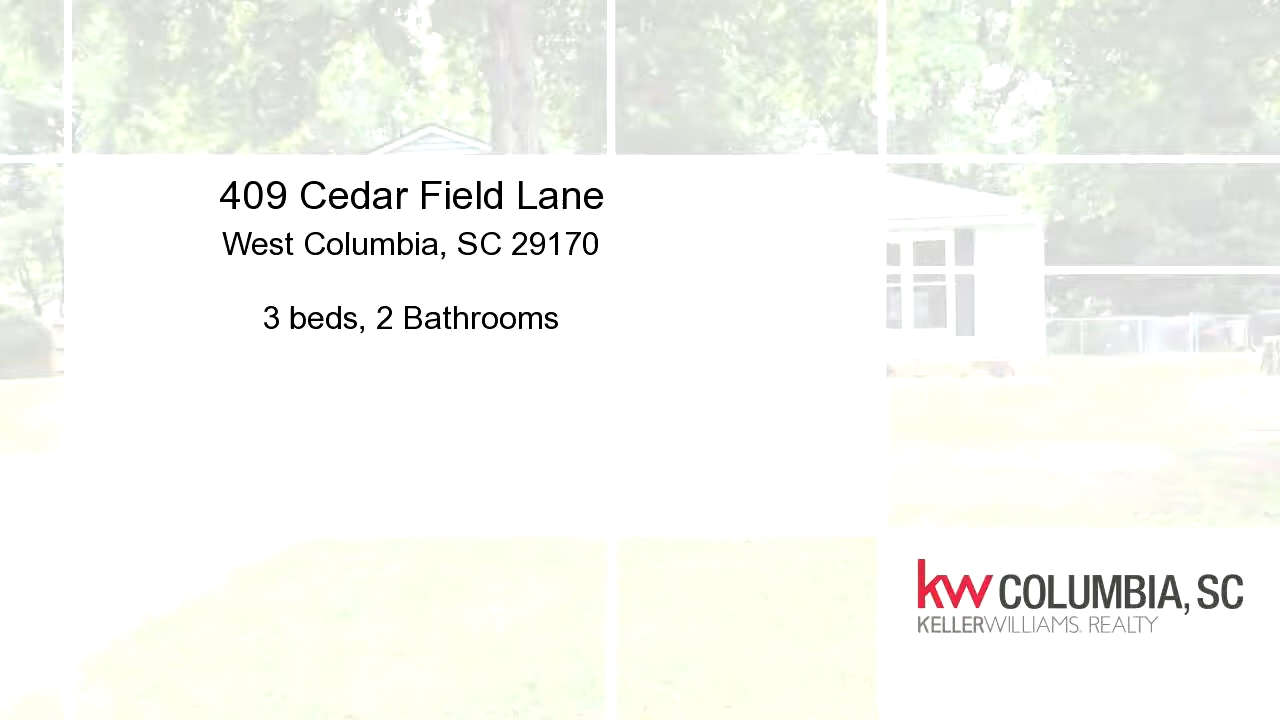 409 Cedar Field Lane
West Columbia, SC 29170
3 beds, 2 Bathrooms
kw COLUMBIA, SC
KELLERWILLIAMS. REALTY